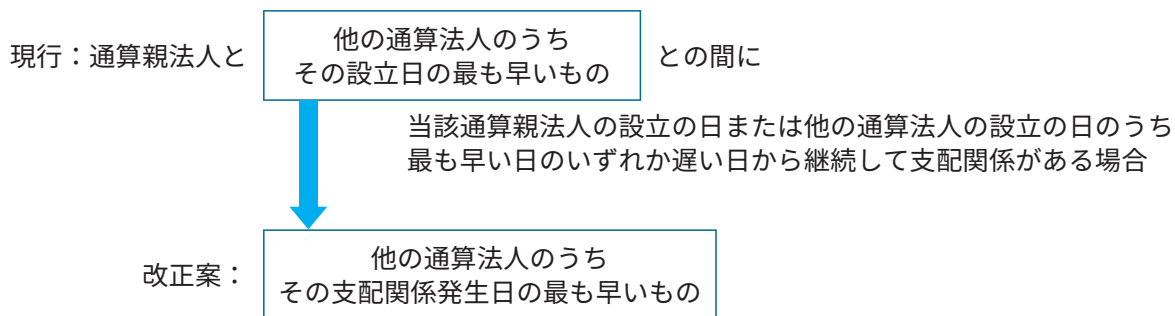 現行：通算親法人と
他の通算法人のうち
その設立日の最も早いもの
との間に
当該通算親法人の設立の日または他の通算法人の設立の日のうち
最も早い日のいずれか遅い日から継続して支配関係がある場合
改正案：
他の通算法人のうち
その支配関係発生日の最も早いもの